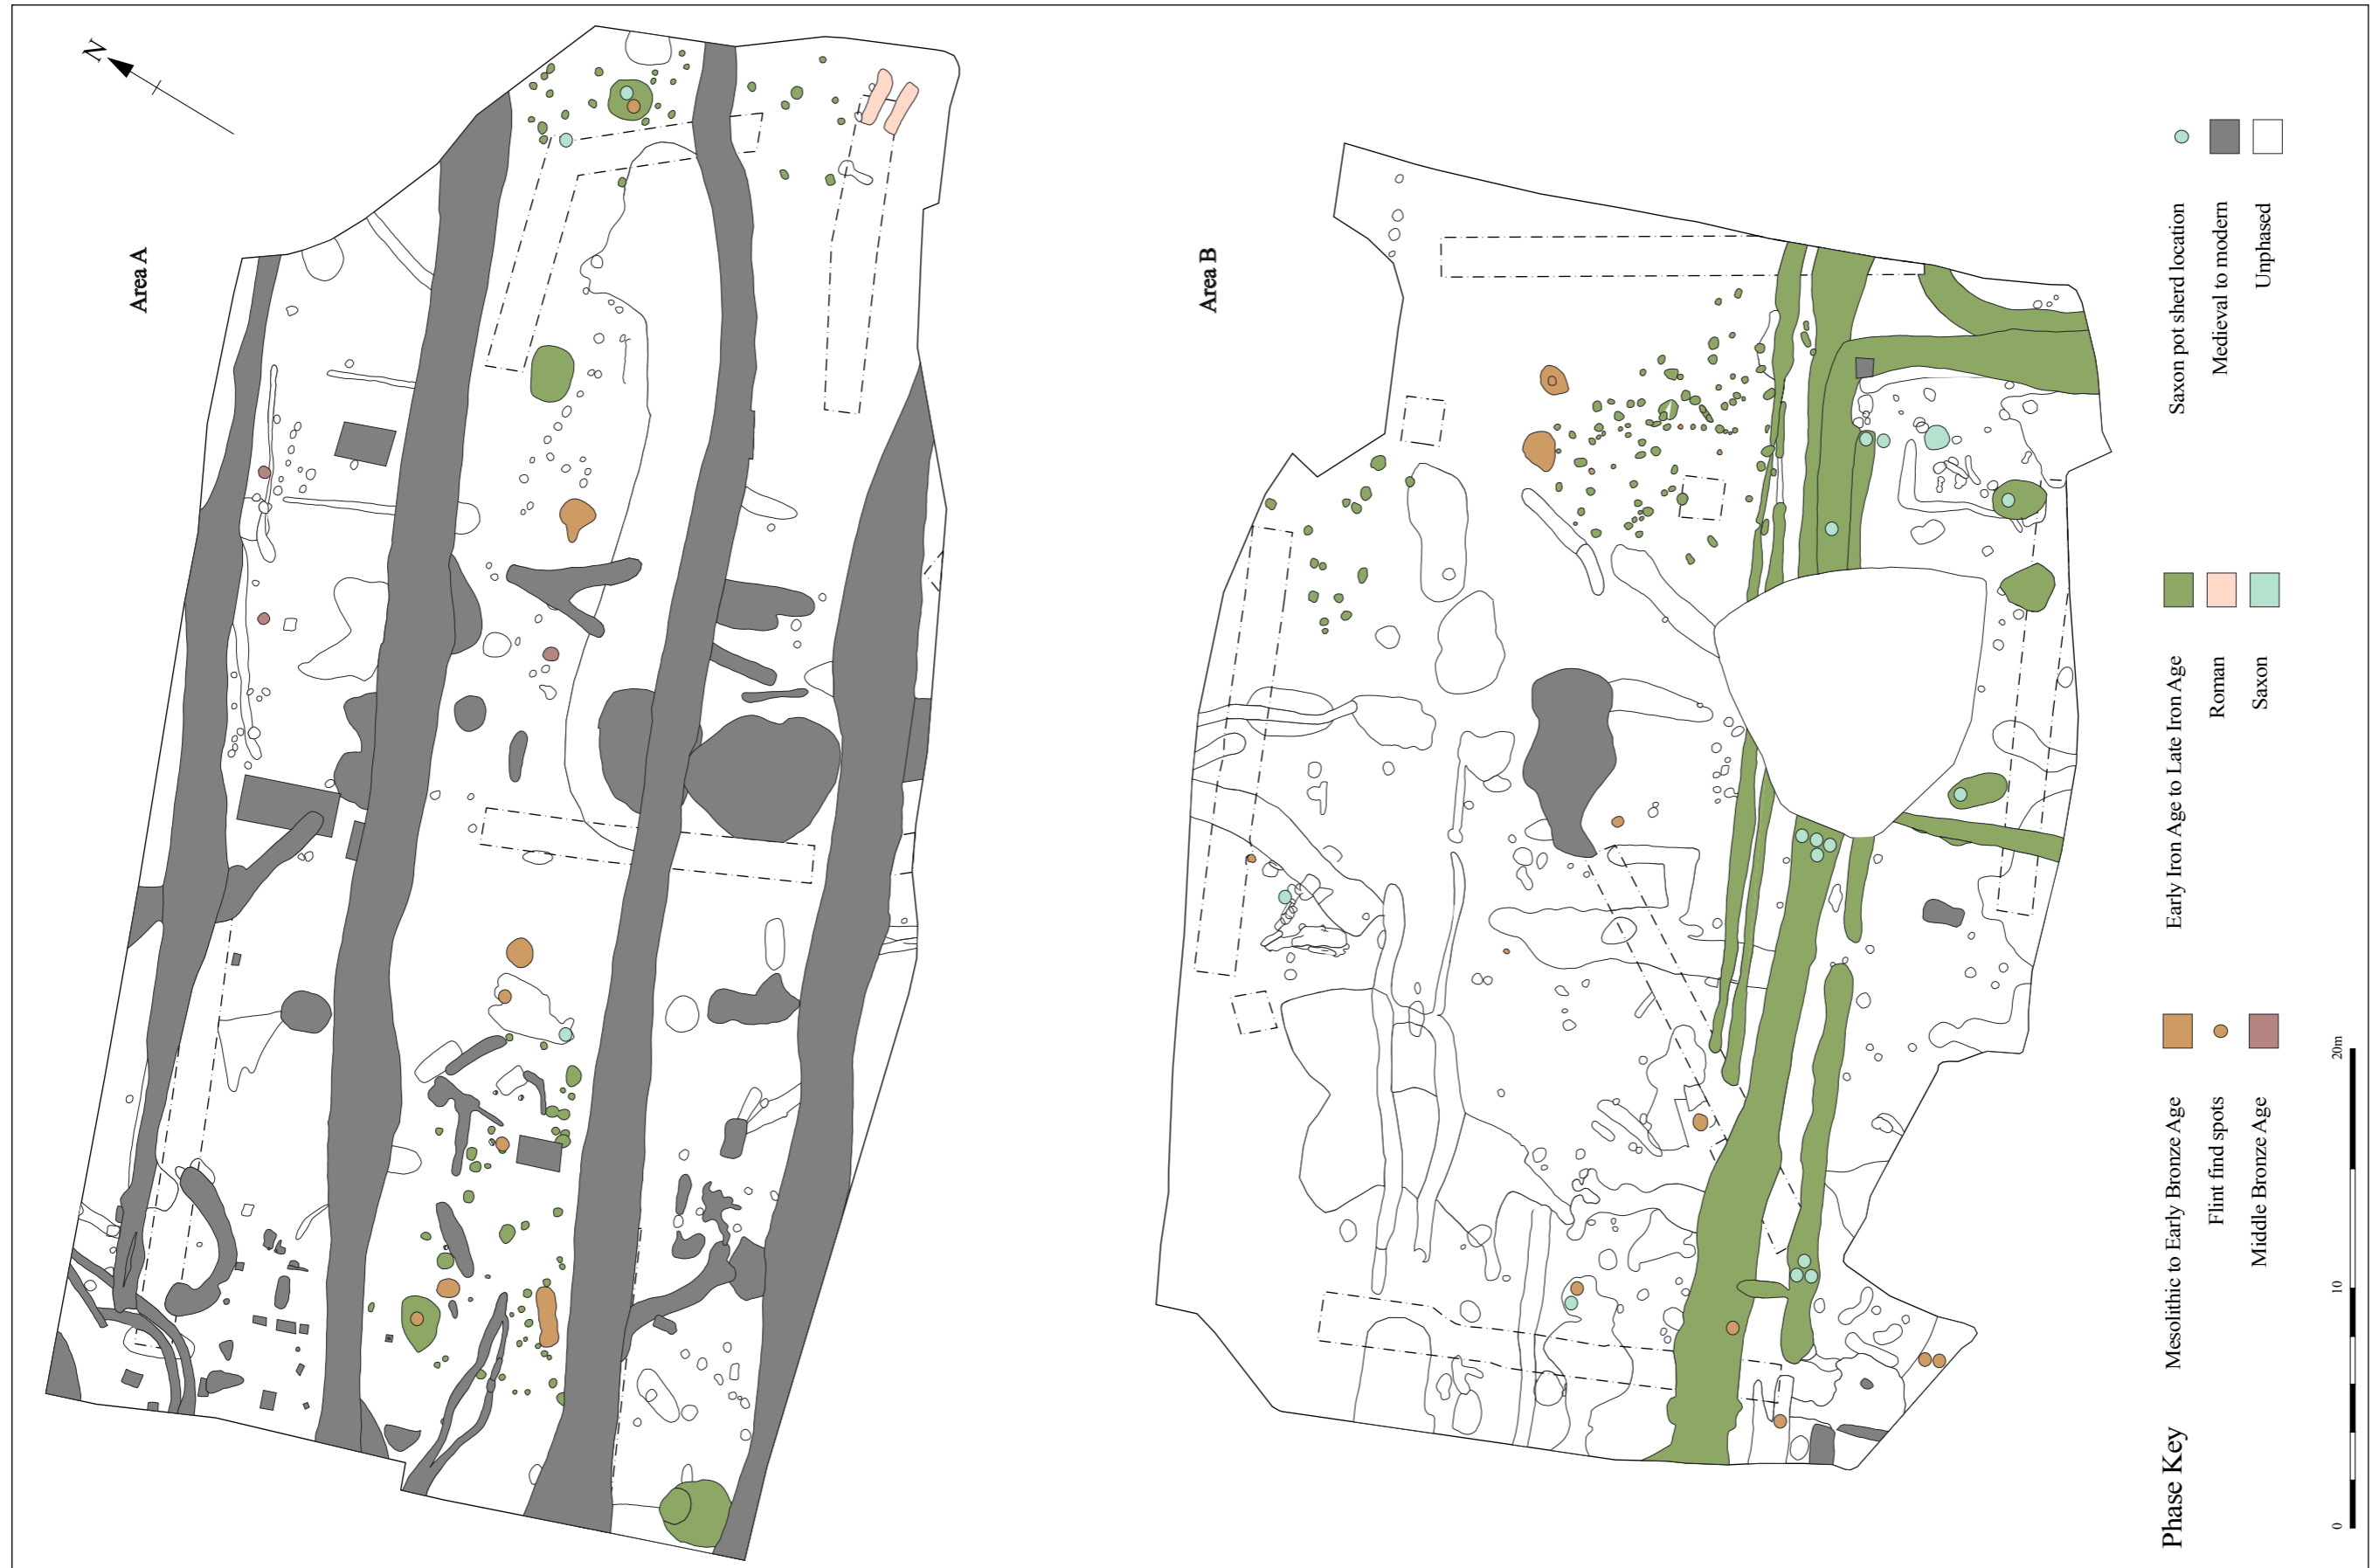 N
Area A
Area B
Phase Key
Mesolithic to Early Bronze Age
Flint find spots
Middle Bronze Age
Early Iron Age to Late Iron Age
Roman
Saxon
Saxon pot sherd location
Medieval to modern
Unphased
0
10
20m